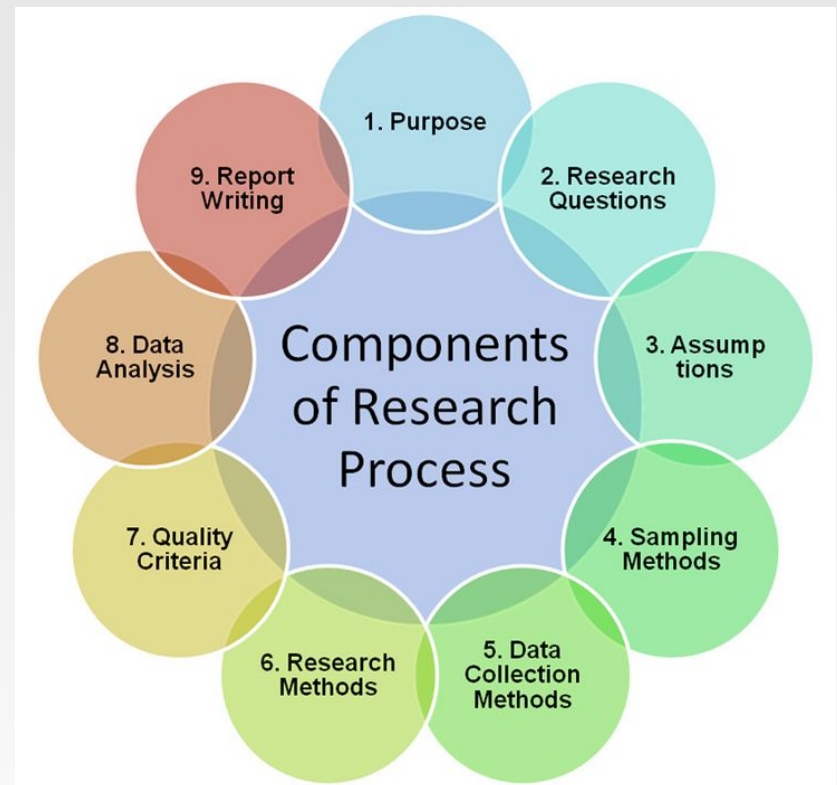 1. Purpose
2. Research
Questions
3. Assump
tions
4. Sampling
Methods
5. Data
Collection
Methods
6. Research
Methods
7. Quality
Criteria
8. Data
Analysis
9. Report
Writing
Components
of Research
Process